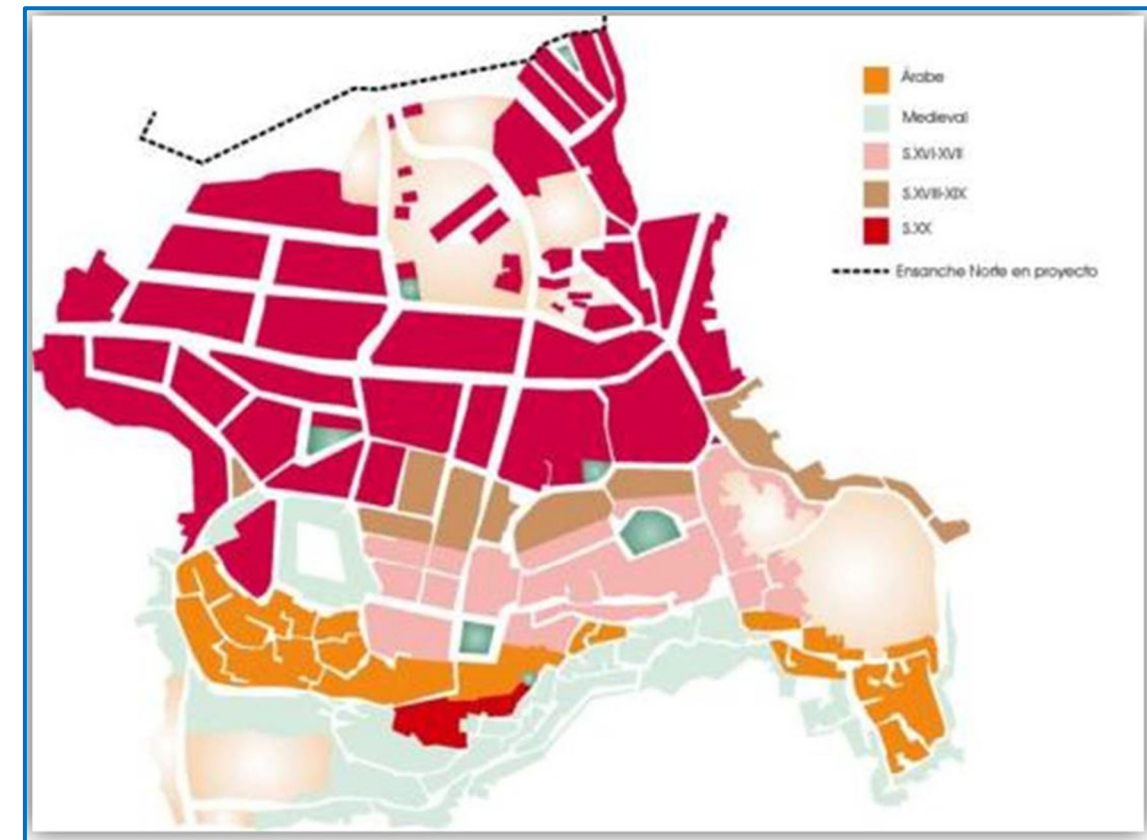 Árabe
Medieval
S.XVI-XVII
S.XVIII-XIX
S.XX
Ensanche Norte en proyecto